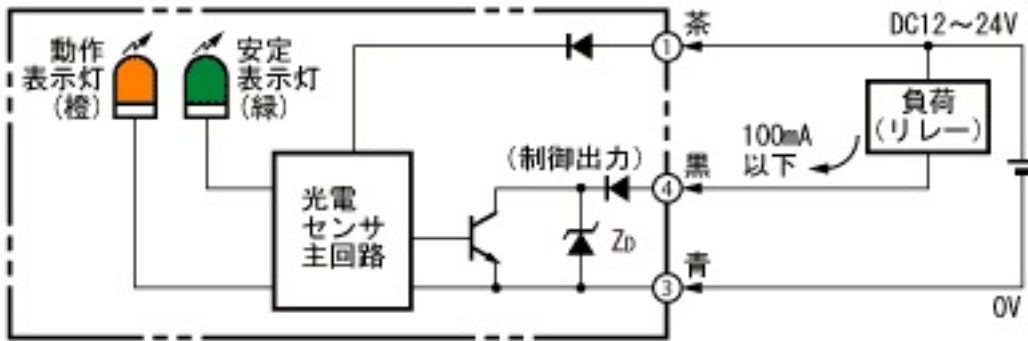 動作
表示灯
(橙)
安定
表示灯
(緑)
光電
センサ
主回路
(制御出力)
ZD
茶
①
黒
④
青
③
100mA
以下
DC12～24V
負荷
(リレー)
0V